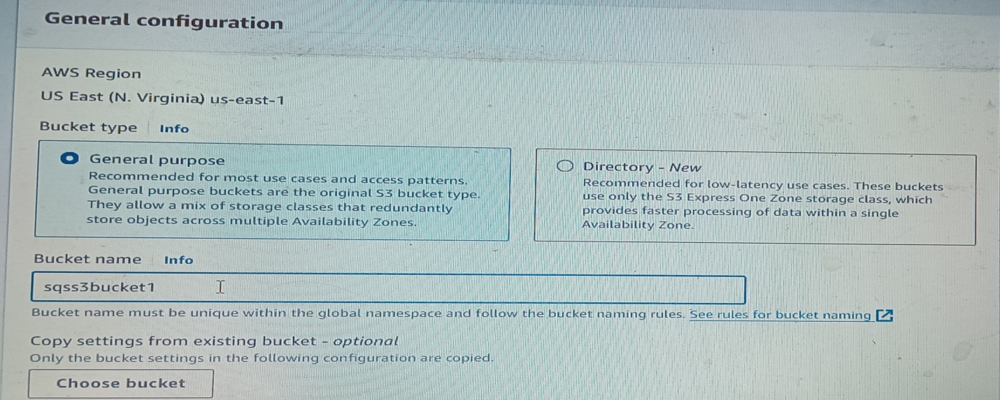 General configuration
AWS Region
US East (N. Virginia) us-east-1
Bucket type Info
General purpose
Recommended for most use cases and access patterns.
General purpose buckets are the original S3 bucket type.
They allow a mix of storage classes that redundantly
store objects across multiple Availability Zones.
Directory - New
Recommended for low-latency use cases. These buckets
use only the S3 Express One Zone storage class, which
provides faster processing of data within a single
Availability Zone.
Bucket name Info
sqss3bucket1
Bucket name must be unique within the global namespace and follow the bucket naming rules. See rules for bucket naming
Copy settings from existing bucket - optional
Only the bucket settings in the following configuration are copied.
Choose bucket